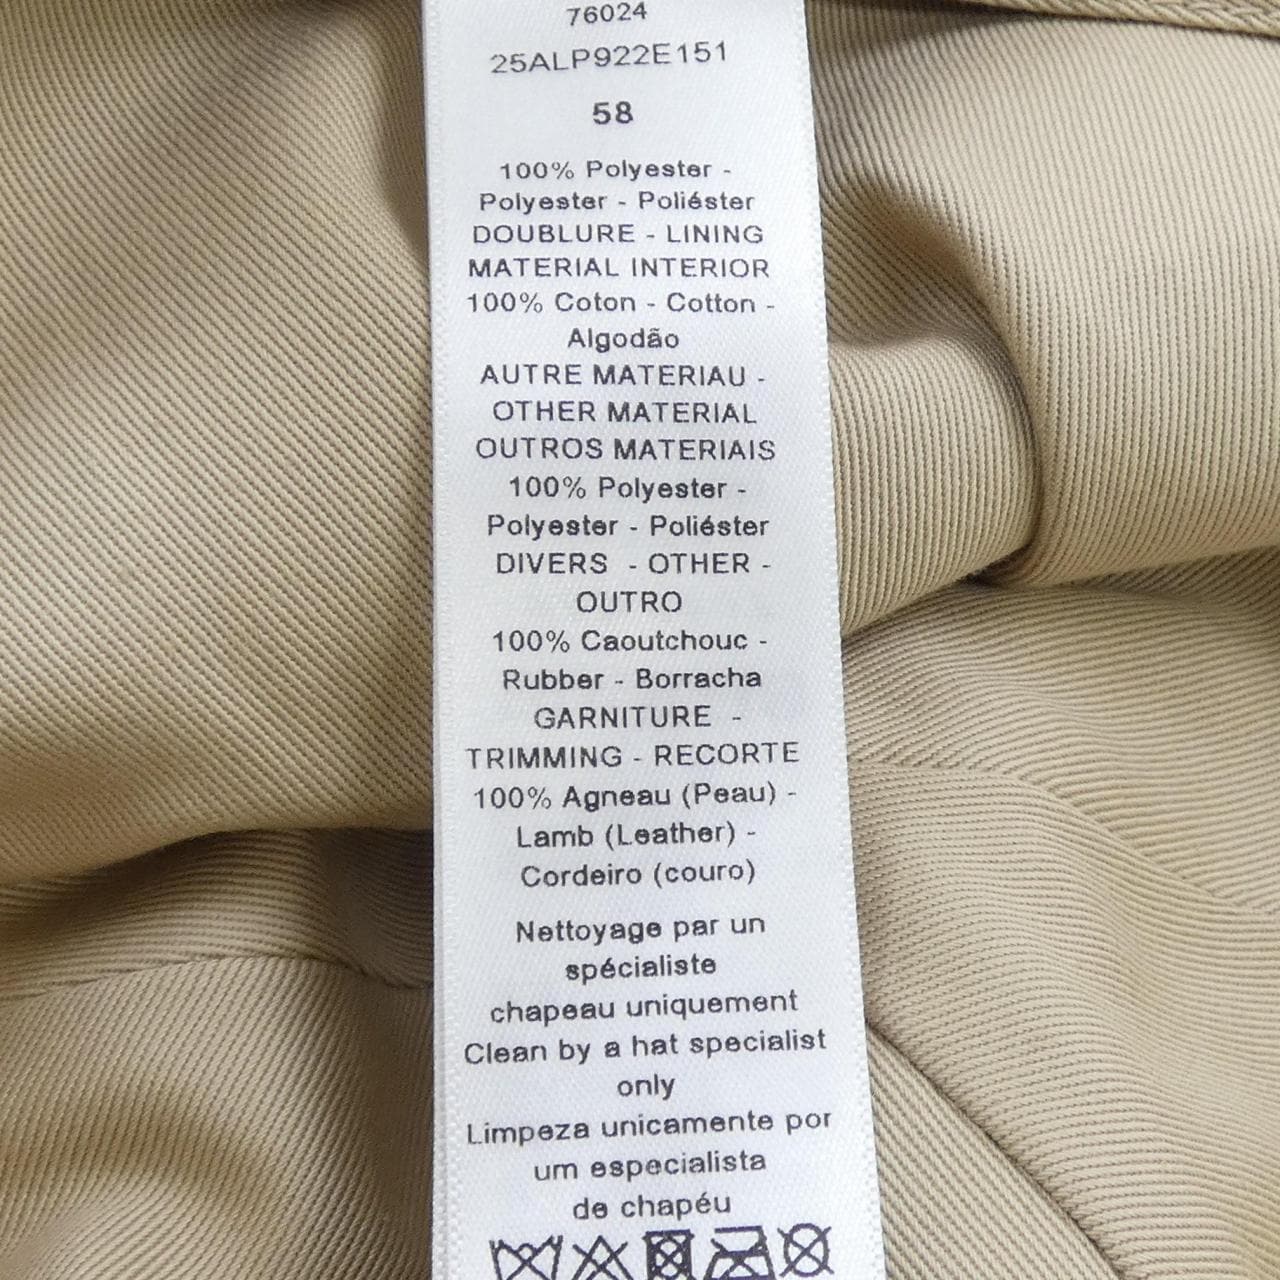 76024
25ALP922E151
58
100% Polyester -
Polyester - Poliéster
DOUBLURE - LINING
MATERIAL INTERIOR
100% Coton - Cotton -
Algodão
AUTRE MATERIAU -
OTHER MATERIAL
OUTROS MATERIAIS
100% Polyester -
Polyester - Poliéster
DIVERS - OTHER -
OUTRO
100% Caoutchouc -
Rubber - Borracha
GARNITURE -
TRIMMING - RECORTE
100% Agneau (Peau) -
Lamb (Leather) -
Cordeiro (couro)
Nettoyage par un
spécialiste
chapeau uniquement
Clean by a hat specialist
only
Limpeza unicamente por
um especialista
de chapéu